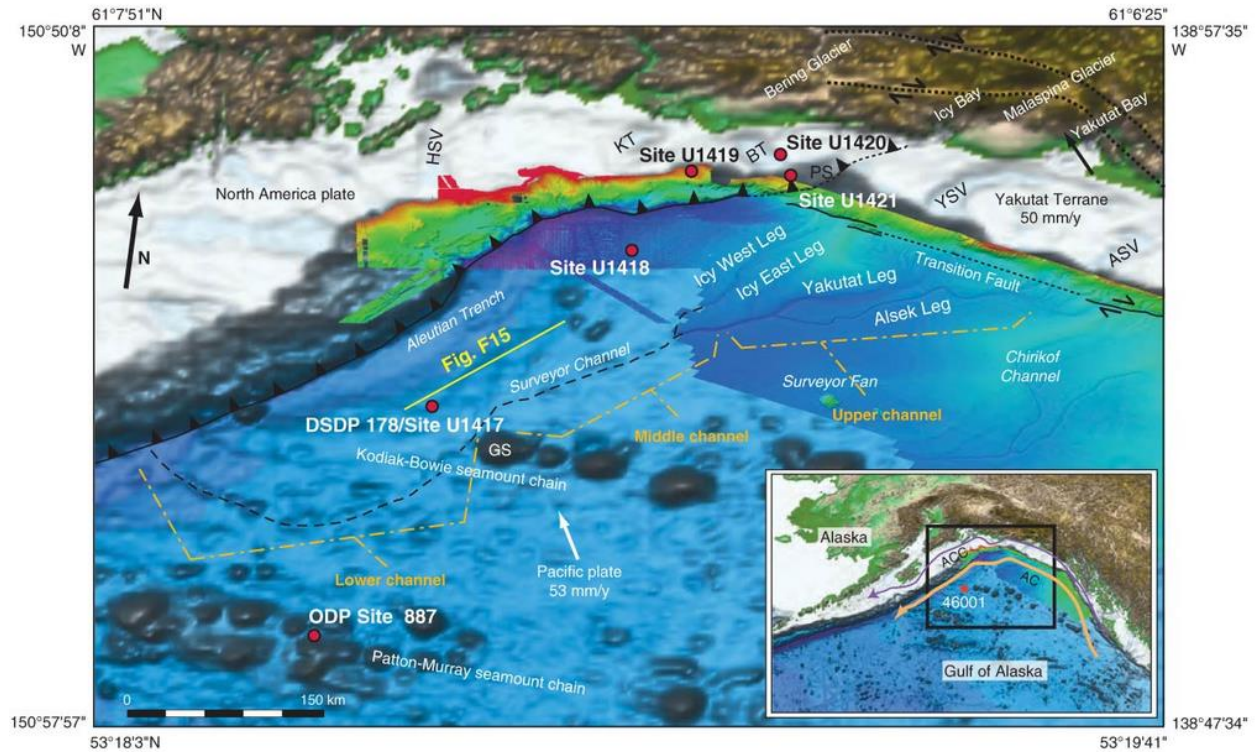 61°7'51"N
61°6'25"
150°50'8"
W
138°57'35"
W
Bering Glacier
Icy Bay
Malaspina Glacier
Yakutat Bay
HSV
KT
Site U1419
BT
Site U1420
PS
Site U1421
North America plate
YSV
Yakutat Terrane
50 mm/y
N
Site U1418
Icy West Leg
Icy East Leg
Yakutat Leg
Alsek Leg
Transition Fault
ASV
Aleutian Trench
Fig. F15
Surveyor Channel
Surveyor Fan
Chirikof
Channel
Upper channel
DSDP 178/Site U1417
Middle channel
GS
Kodiak-Bowie seamount chain
Pacific plate
53 mm/y
Lower channel
ODP Site 887
Patton-Murray seamount chain
0
150 km
Alaska
ACC
AC
46001
Gulf of Alaska
150°57'57"
138°47'34"
53°18'3"N
53°19'41"